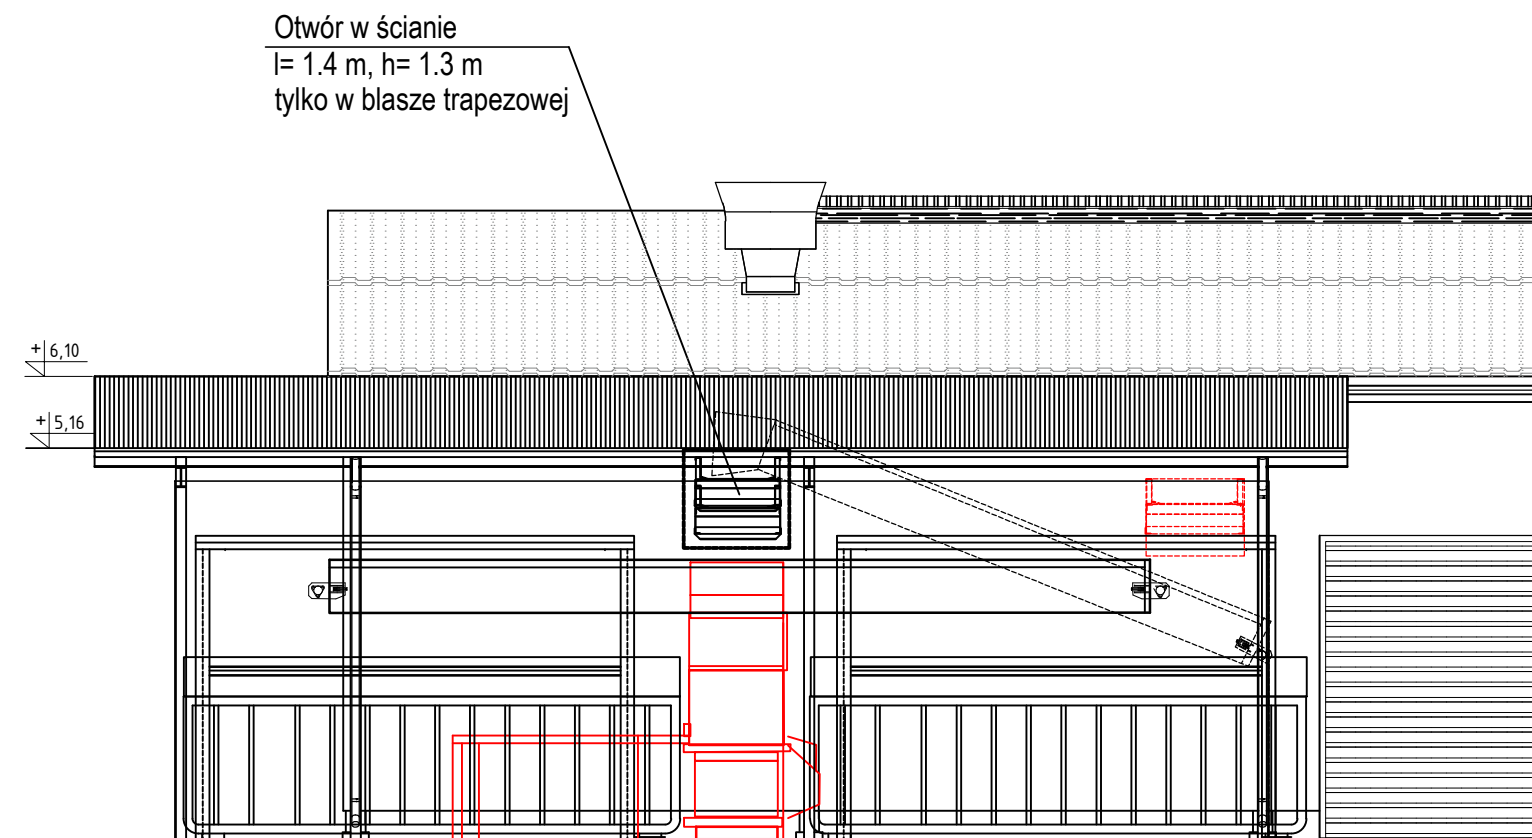 Otwór w ścianie
l= 1.4 m, h= 1.3 m
tylko w blasze trapezowej
+ 6,10
+ 5,16